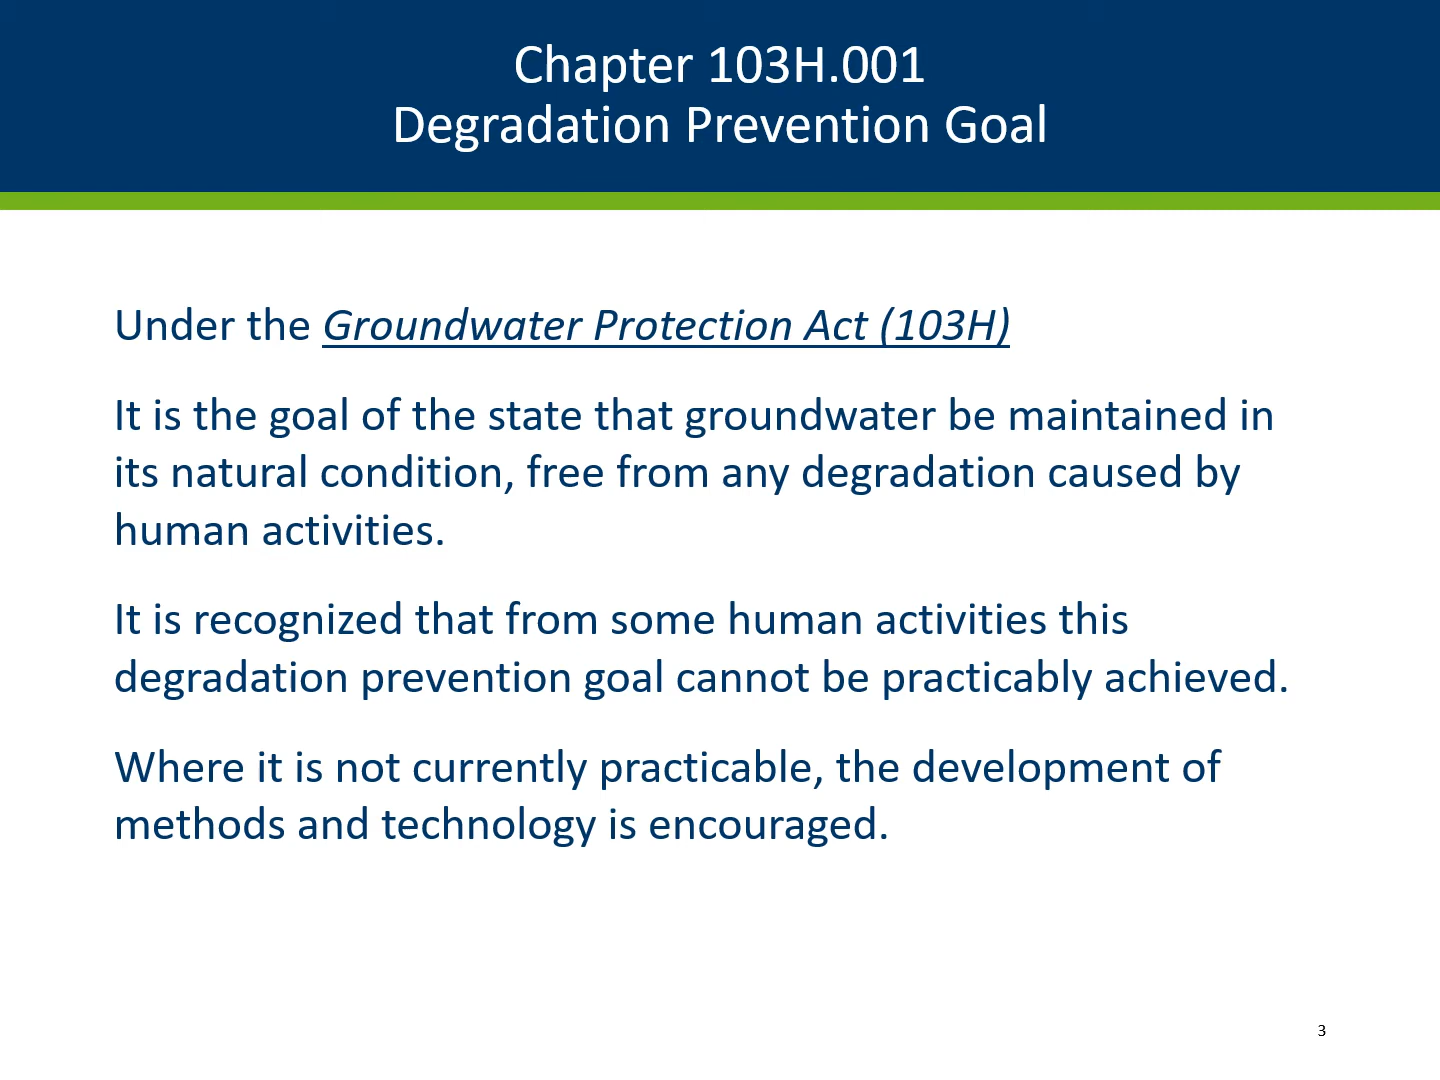 Chapter 103H.001
Degradation Prevention Goal
Under the Groundwater Protection Act (103H)
It is the goal of the state that groundwater be maintained in
its natural condition, free from any degradation caused by
human activities.
It is recognized that from some human activities this
degradation prevention goal cannot be practicably achieved.
Where it is not currently practicable, the development of
methods and technology is encouraged.
3